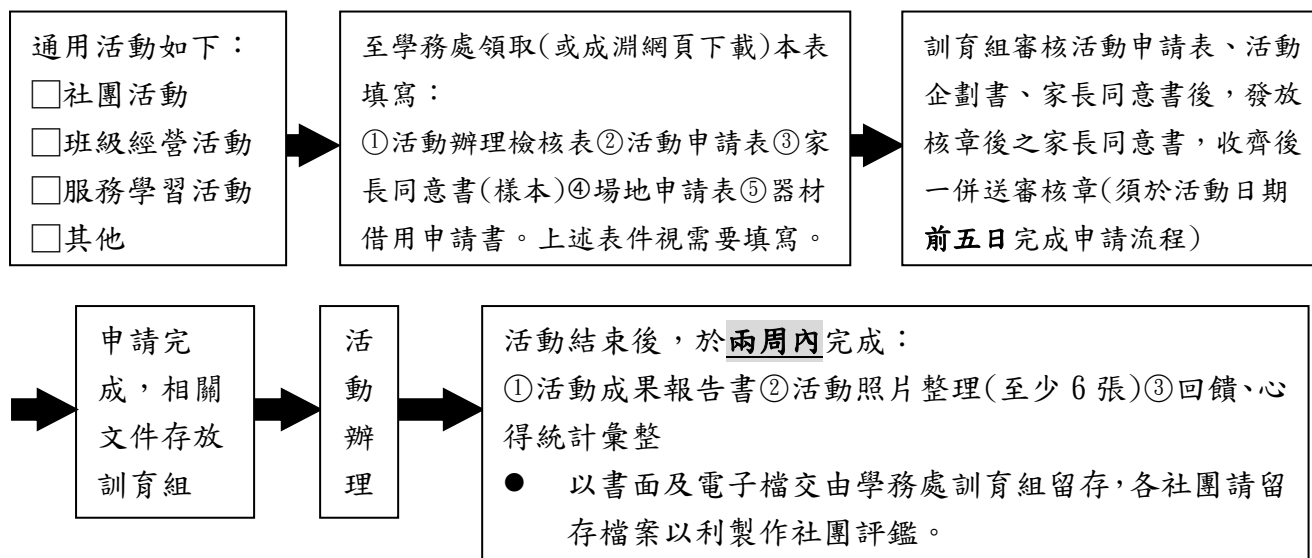 通用活動如下：
□社團活動
□班級經營活動
□服務學習活動
□其他
至學務處領取(或成淵網頁下載)本表
填寫：
①活動辦理檢核表②活動申請表③家
長同意書(樣本)④場地申請表⑤器材
借用申請書。上述表件視需要填寫。
訓育組審核活動申請表、活動
企劃書、家長同意書後，發放
核章後之家長同意書，收齊後
一併送審核章(須於活動日期
前五日完成申請流程)
申請完
成，相關
文件存放
訓育組
活
動
辦
理
活動結束後，於兩周內完成：
①活動成果報告書②活動照片整理(至少 6 張)③回饋、心
得統計彙整
● 以書面及電子檔交由學務處訓育組留存，各社團請留
存檔案以利製作社團評鑑。